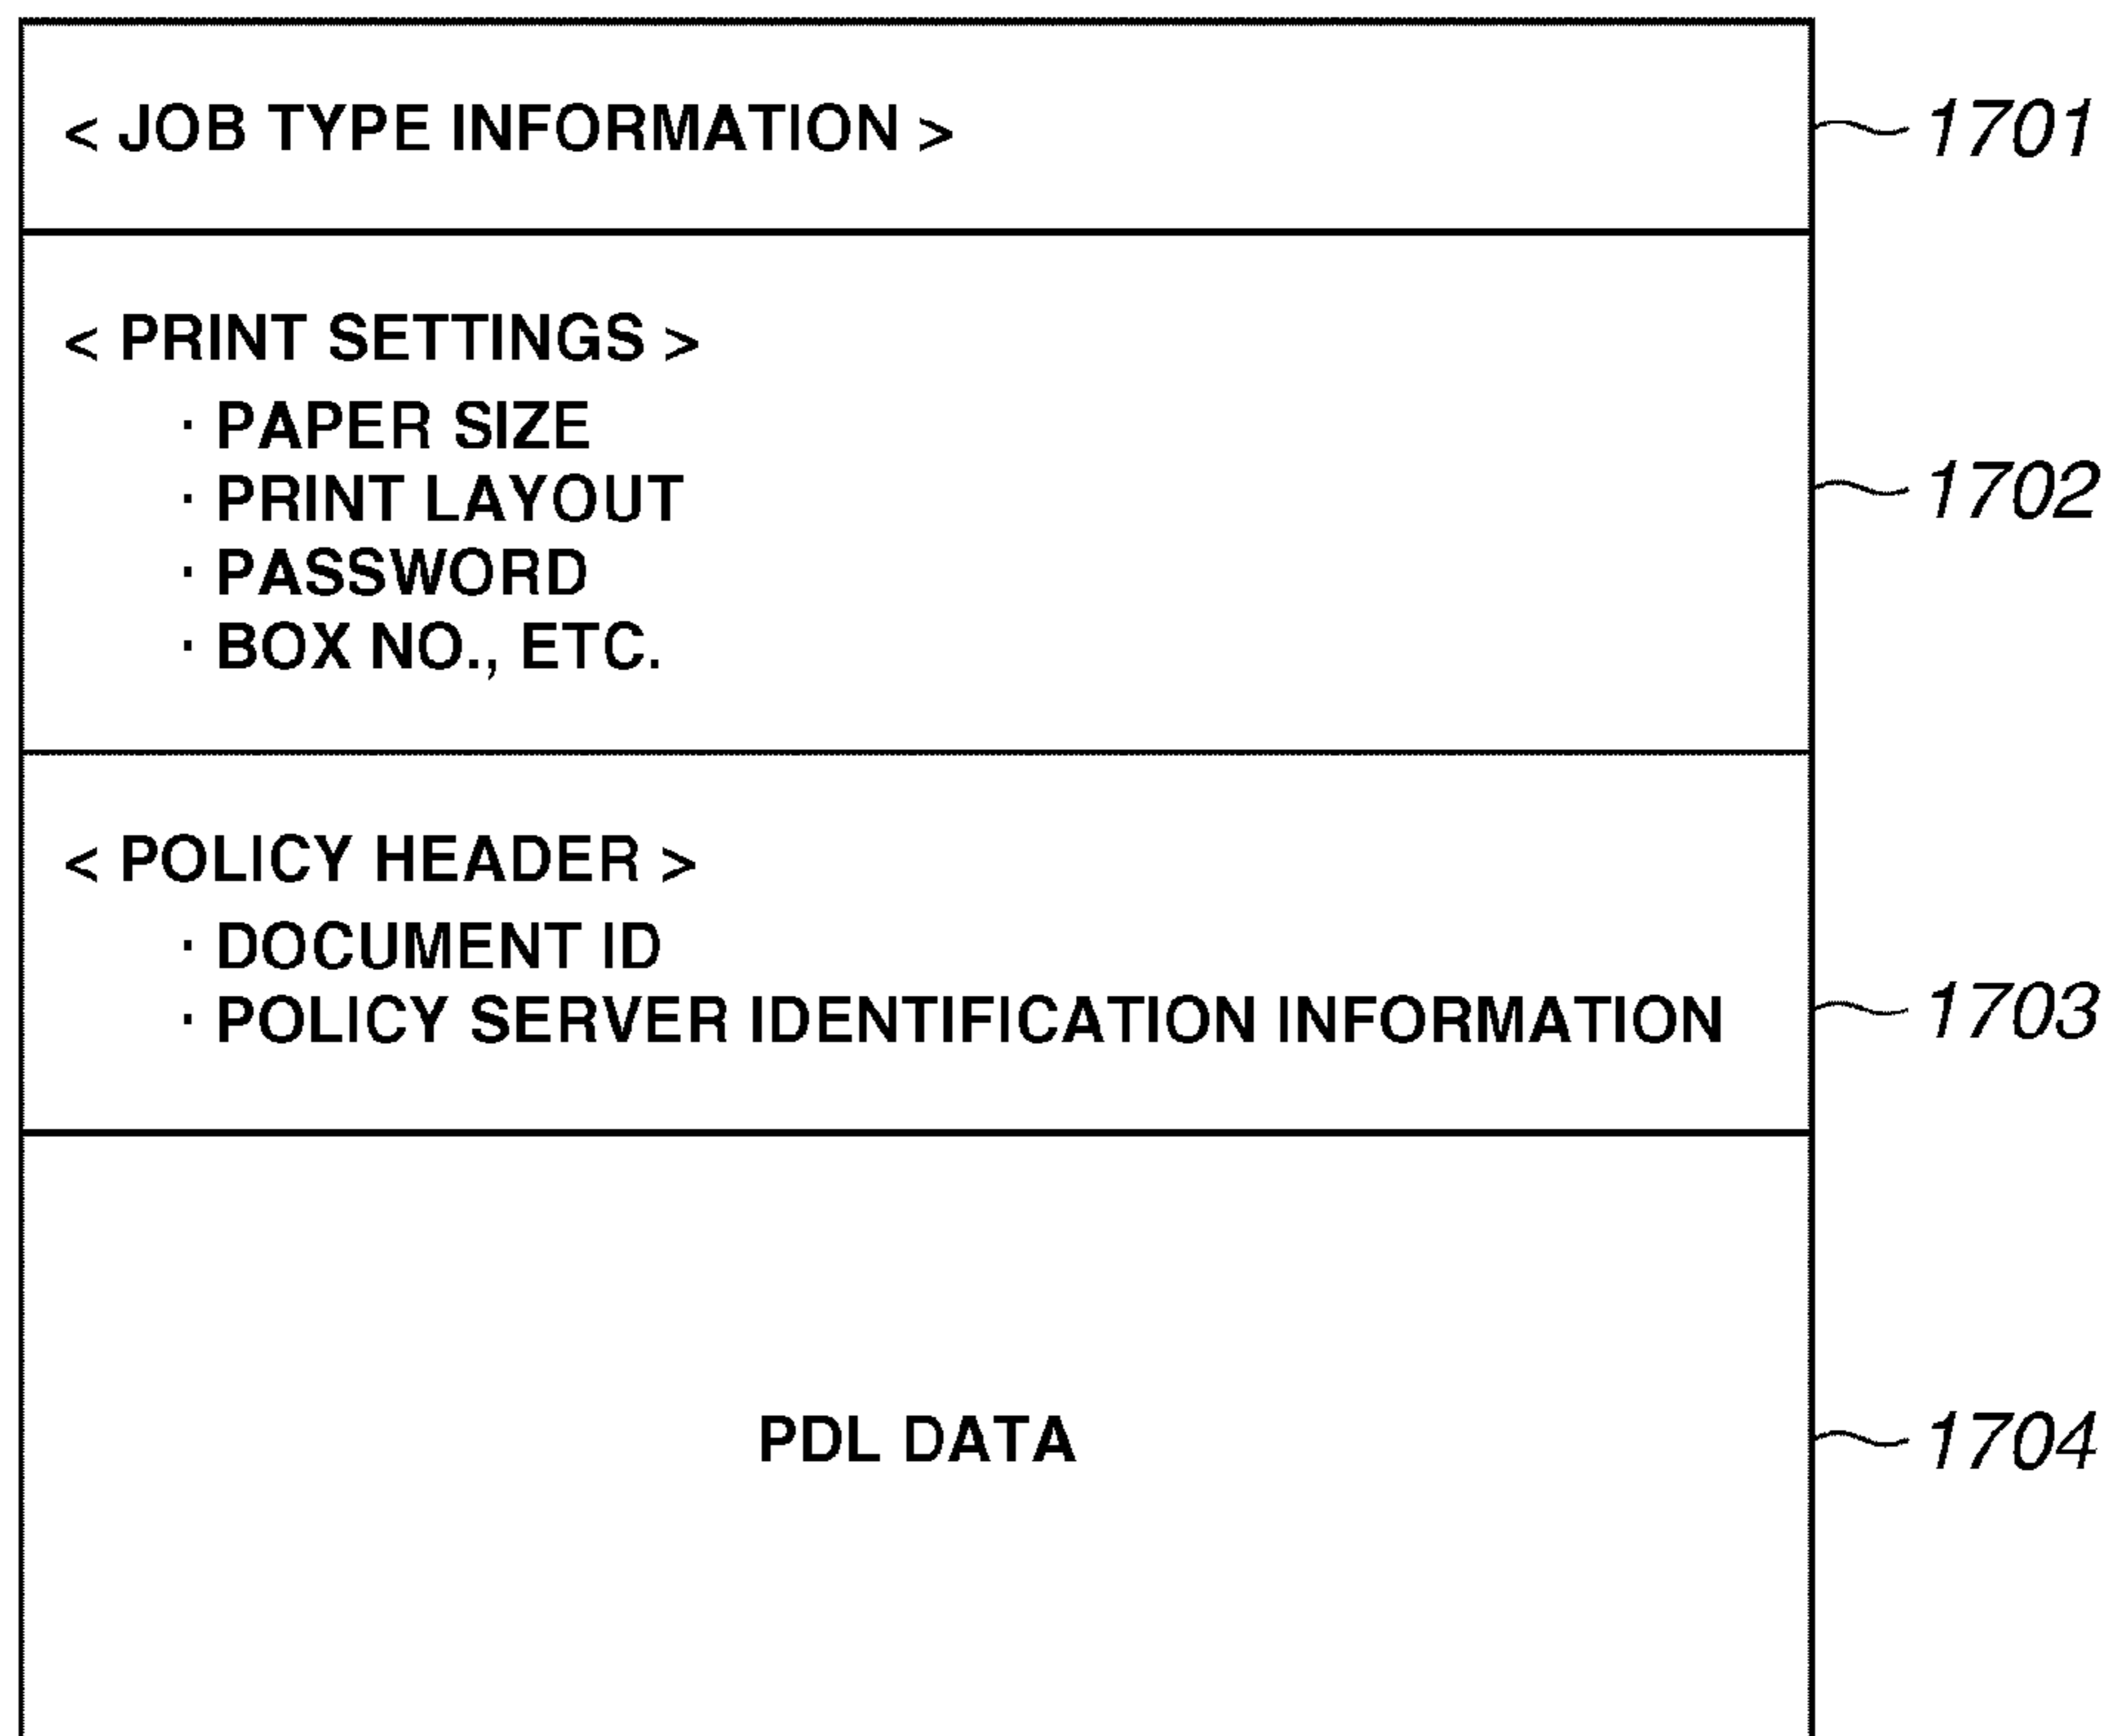 < JOB TYPE INFORMATION >
1701
< PRINT SETTINGS >
· PAPER SIZE
· PRINT LAYOUT
1702
· PASSWORD
· BOX NO., ETC.
< POLICY HEADER >
· DOCUMENT ID
· POLICY SERVER IDENTIFICATION INFORMATION
1703
PDL DATA
1704